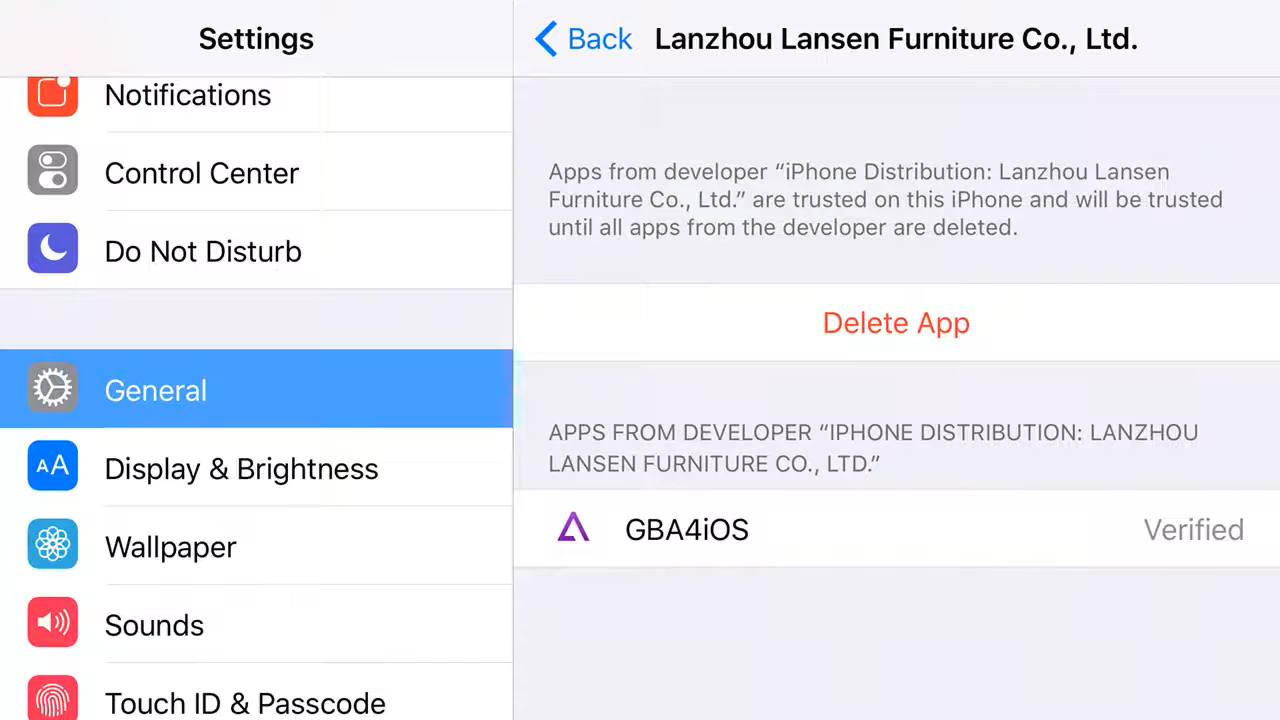 Settings
Notifications
Control Center
Do Not Disturb
General
AA Display & Brightness
Wallpaper
Sounds
Touch ID & Passcode
Back Lanzhou Lansen Furniture Co., Ltd.
Apps from developer “iPhone Distribution: Lanzhou Lansen
Furniture Co., Ltd.” are trusted on this iPhone and will be trusted
until all apps from the developer are deleted.
Delete App
APPS FROM DEVELOPER “IPHONE DISTRIBUTION: LANZHOU
LANSEN FURNITURE CO., LTD.”
GBA4iOS Verified